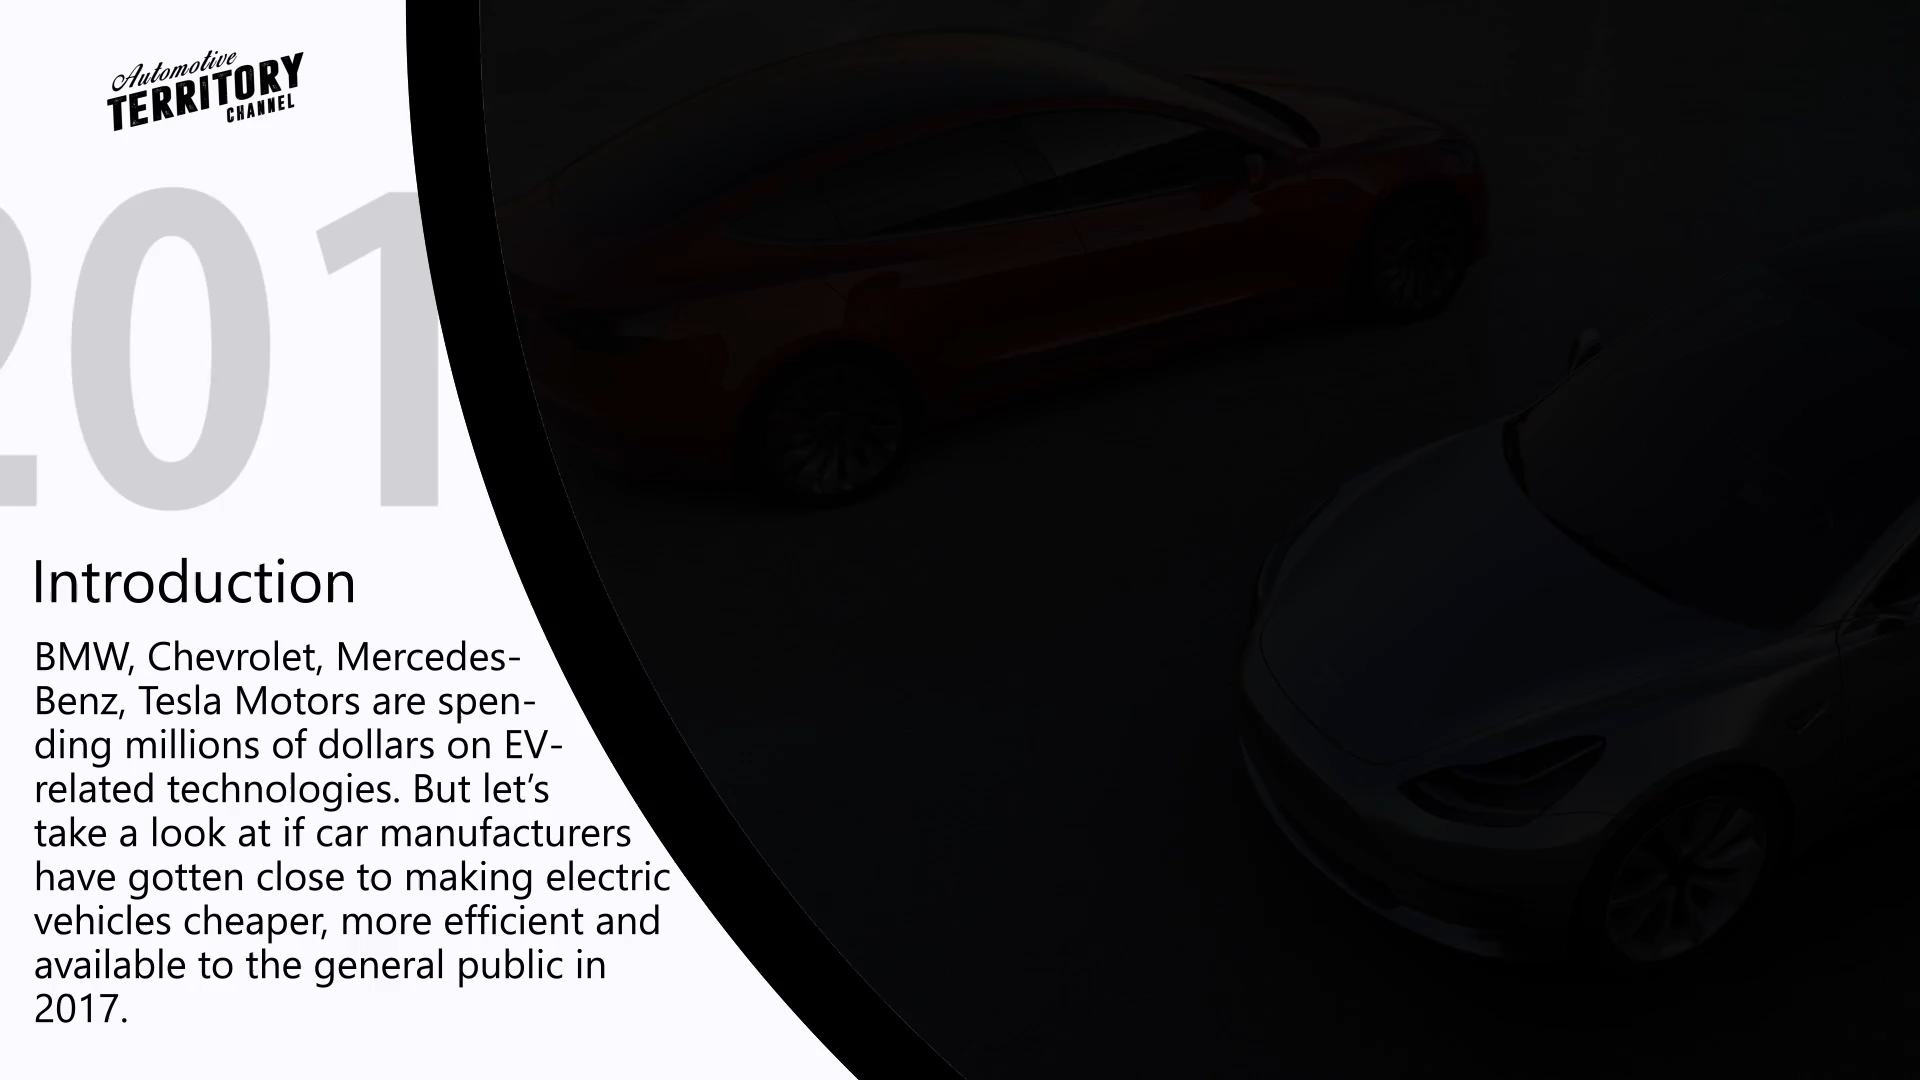 Automotive
TERRITORY
CHANNEL
201
Introduction
BMW, Chevrolet, Mercedes-
Benz, Tesla Motors are spen-
ding millions of dollars on EV-
related technologies. But let’s
take a look at if car manufacturers
have gotten close to making electric
vehicles cheaper, more efficient and
available to the general public in
2017.